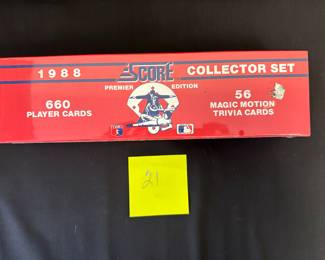 1988 SCORE COLLECTOR SET
PREMIER EDITION
660 56
PLAYER CARDS MAGIC MOTION
TRIVIA CARDS
21